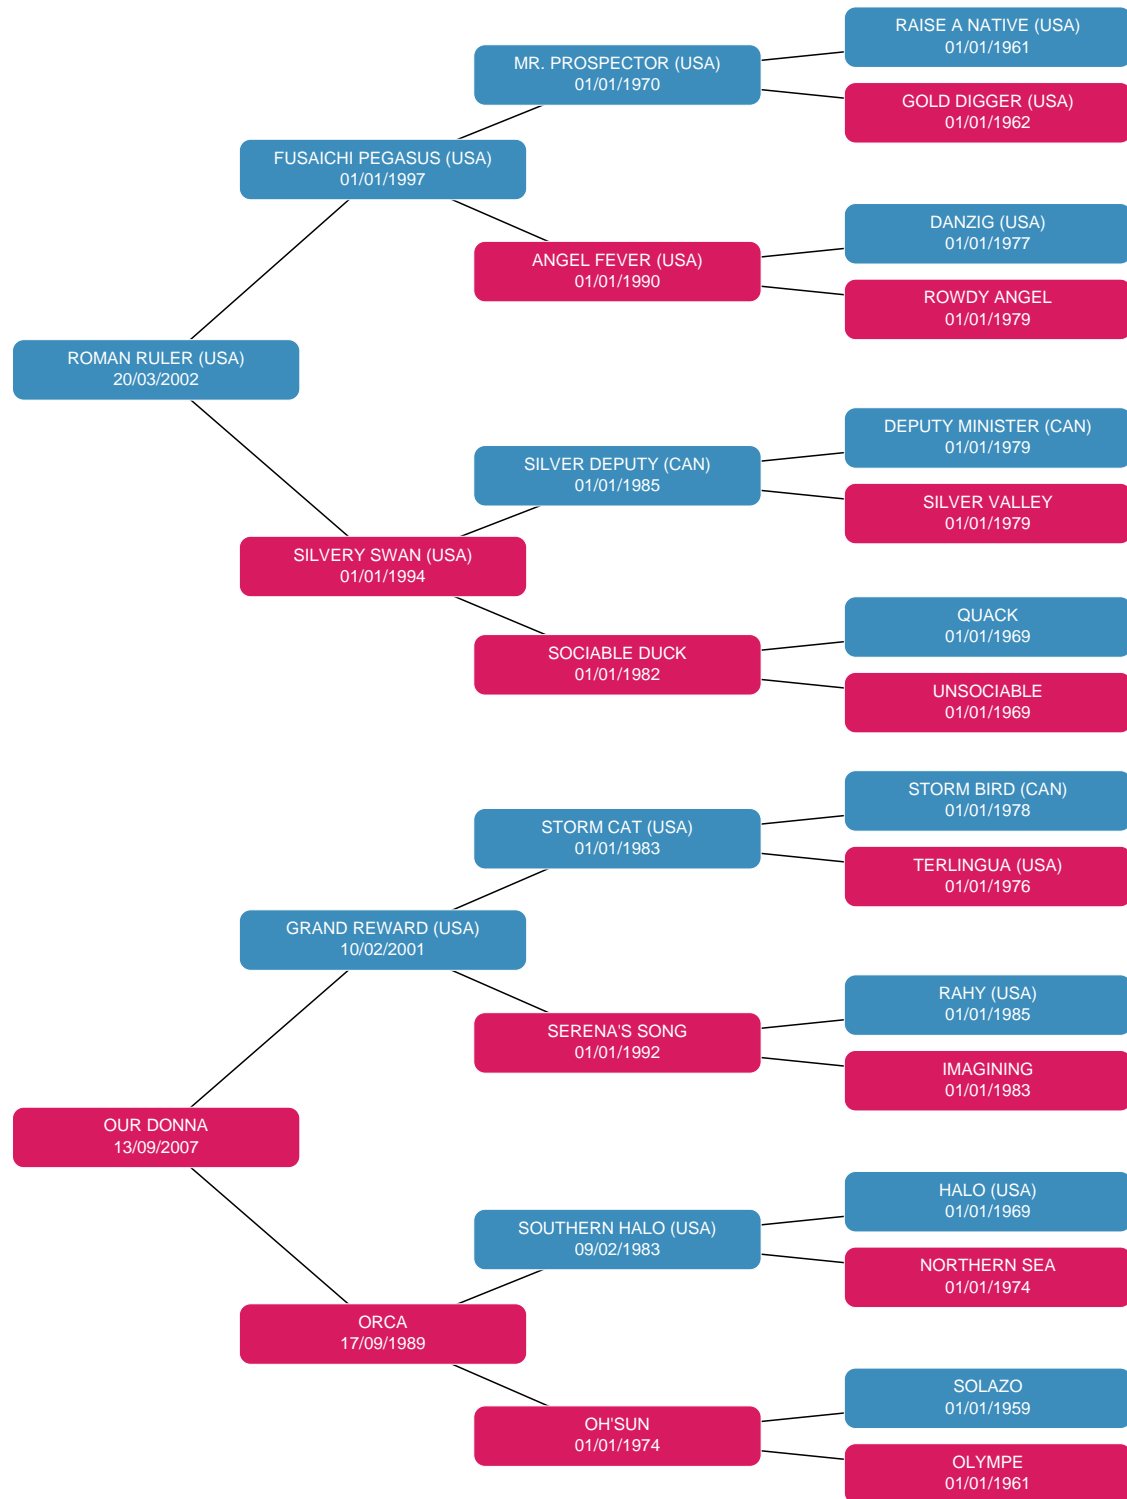 RAISE A NATIVE (USA)
01/01/1961
MR. PROSPECTOR (USA)
01/01/1970
GOLD DIGGER (USA)
01/01/1962
FUSAICHI PEGASUS (USA)
01/01/1997
DANZIG (USA)
01/01/1977
ANGEL FEVER (USA)
01/01/1990
ROWDY ANGEL
01/01/1979
ROMAN RULER (USA)
20/03/2002
DEPUTY MINISTER (CAN)
01/01/1979
SILVER DEPUTY (CAN)
01/01/1985
SILVER VALLEY
01/01/1979
SILVERY SWAN (USA)
01/01/1994
QUACK
01/01/1969
SOCIABLE DUCK
01/01/1982
UNSOCIABLE
01/01/1969
STORM BIRD (CAN)
01/01/1978
STORM CAT (USA)
01/01/1983
TERLINGUA (USA)
01/01/1976
GRAND REWARD (USA)
10/02/2001
RAHY (USA)
01/01/1985
SERENA'S SONG
01/01/1992
IMAGINING
01/01/1983
OUR DONNA
13/09/2007
HALO (USA)
01/01/1969
SOUTHERN HALO (USA)
09/02/1983
NORTHERN SEA
01/01/1974
ORCA
17/09/1989
SOLAZO
01/01/1959
OH'SUN
01/01/1974
OLYMPE
01/01/1961